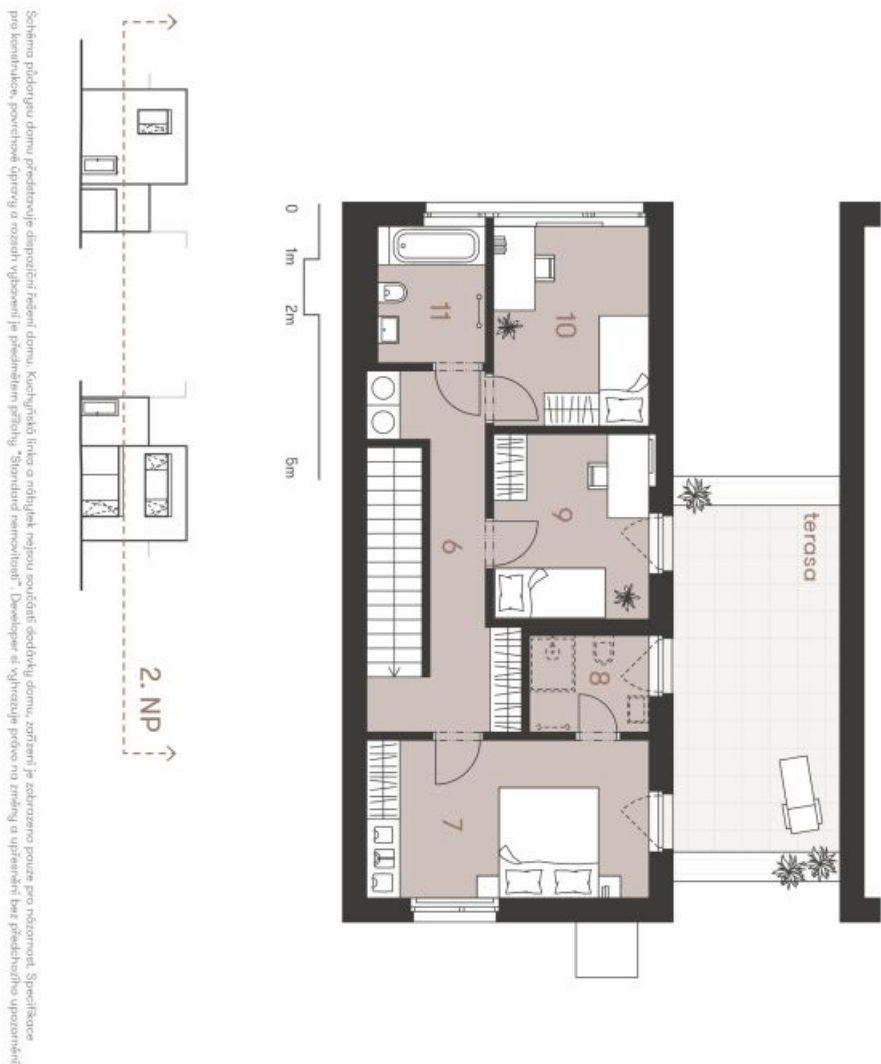 11
10
6
9
8
7
terasa
0
1m
2m
5m
2. NP
Schéma půdorysu domu představuje dispoziční řešení domu. Kuchyňská linka a nábytek nejsou součástí dodávky domu, zařízení je zobrazeno pouze pro názornost. Specifikace
pro konstrukce, povrchové úpravy a rozsah vybavení je předmětem přílohy "Standard nemovitosti". Developer si vyhrazuje právo na změny a upřesnění bez předchozího upozornění